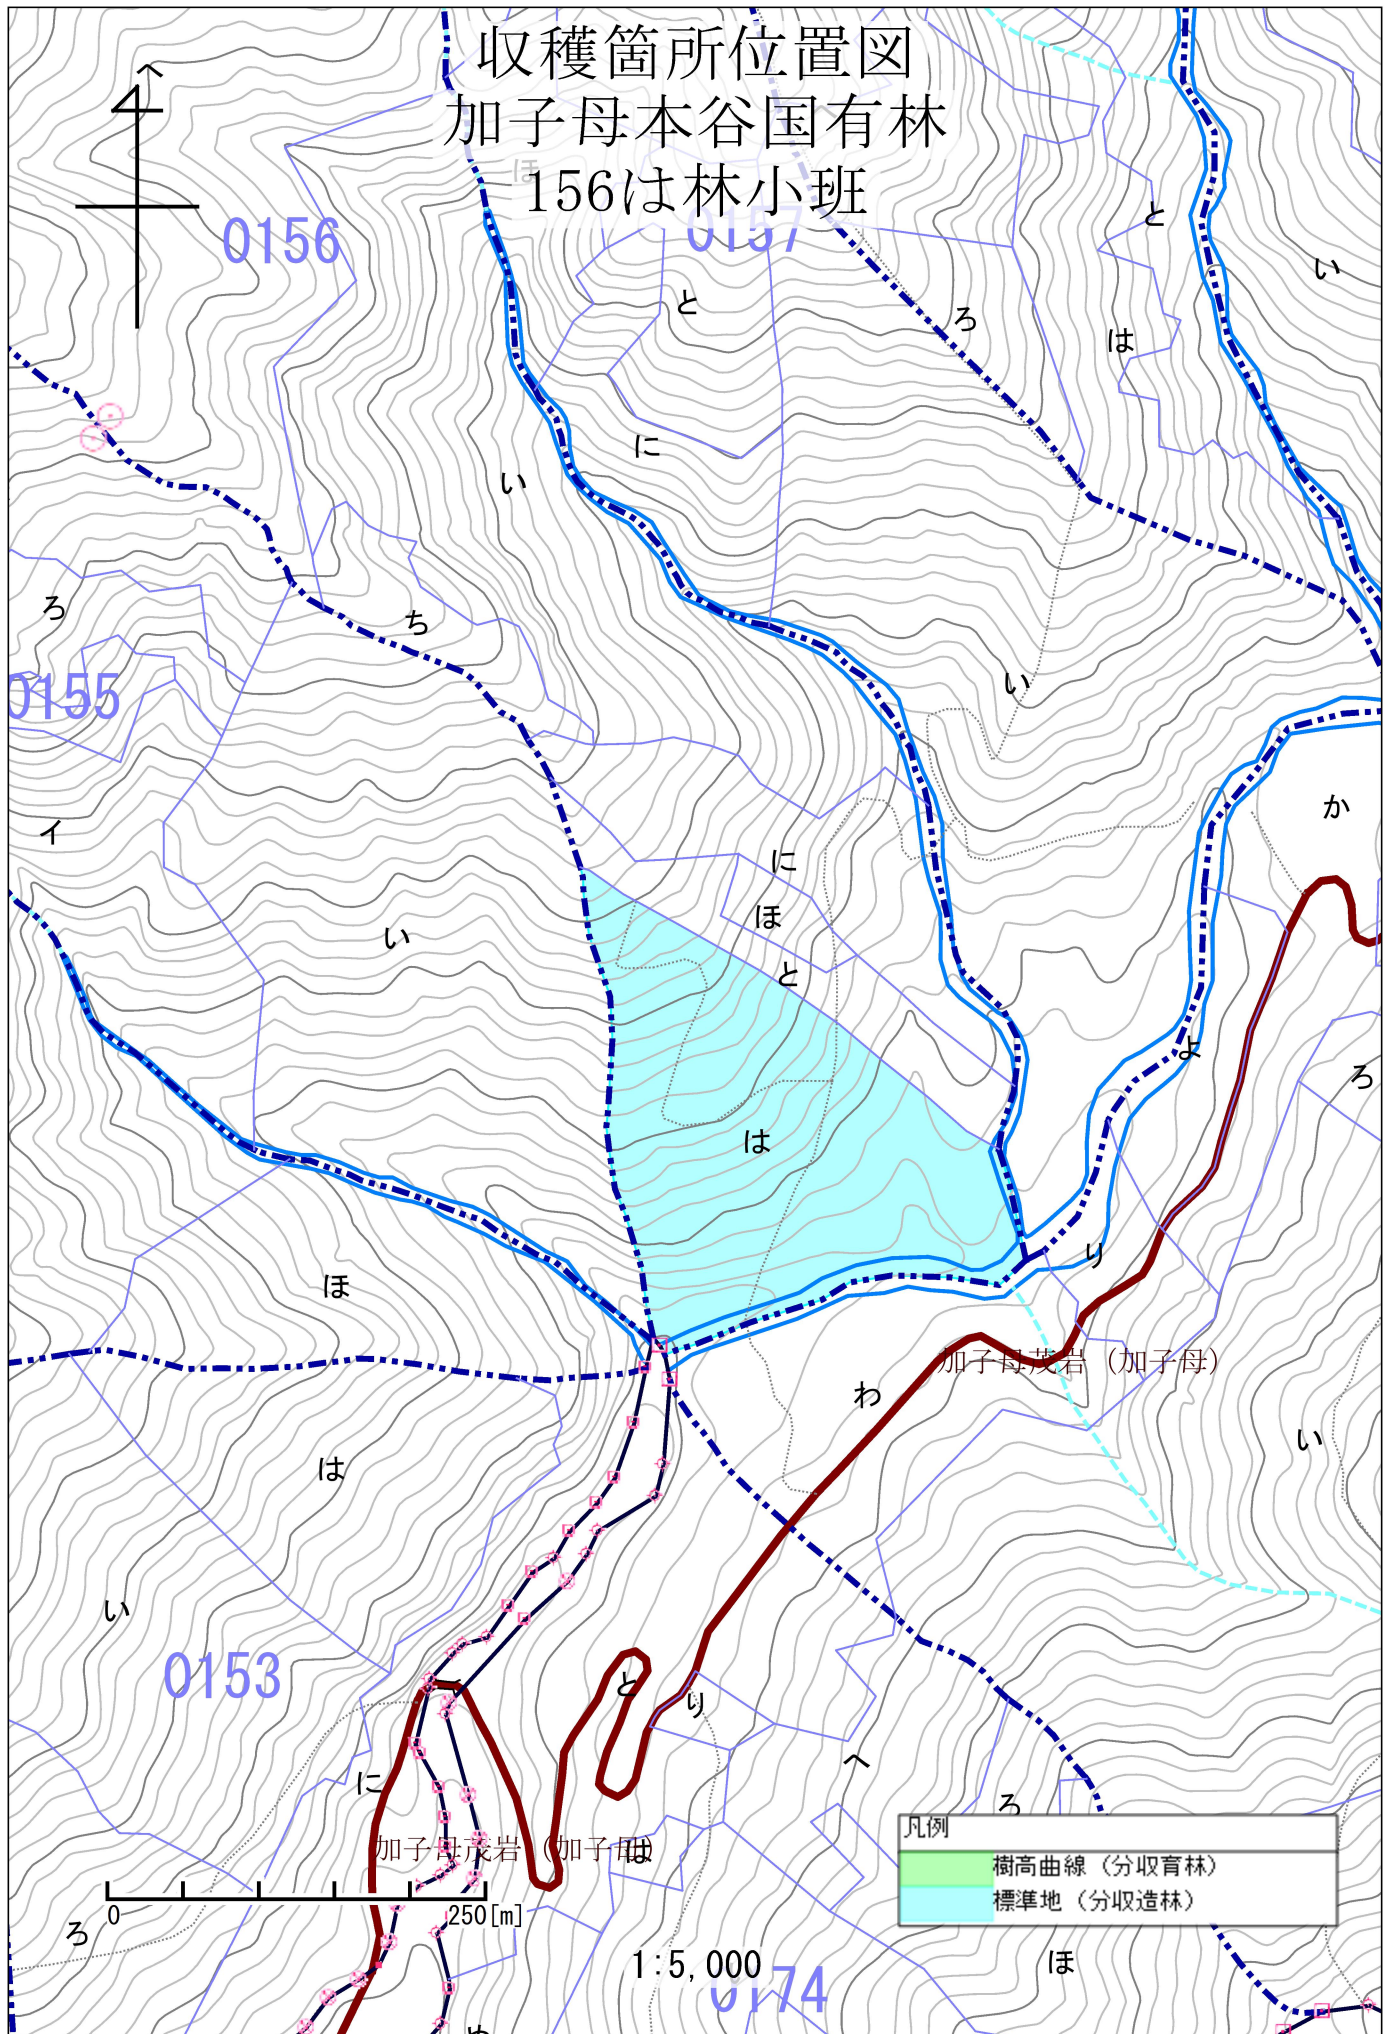 収穫箇所位置図
加子母本谷国有林
156は林小班
ほ
へ
0156
0157
と
い
と
ろ
は
に
い
ろ
ち
0155
い
か
イ
に
ほ
い
と
よ
ろ
は
り
ほ
加子母茂岩（加子母）
わ
い
は
い
0153
と
り
に
へ
ろ
凡例
加子母茂岩（加子母）
は
樹高曲線（分収育林）
標準地（分収造林）
0
250[m]
ろ
ほ
1:5,000
0174